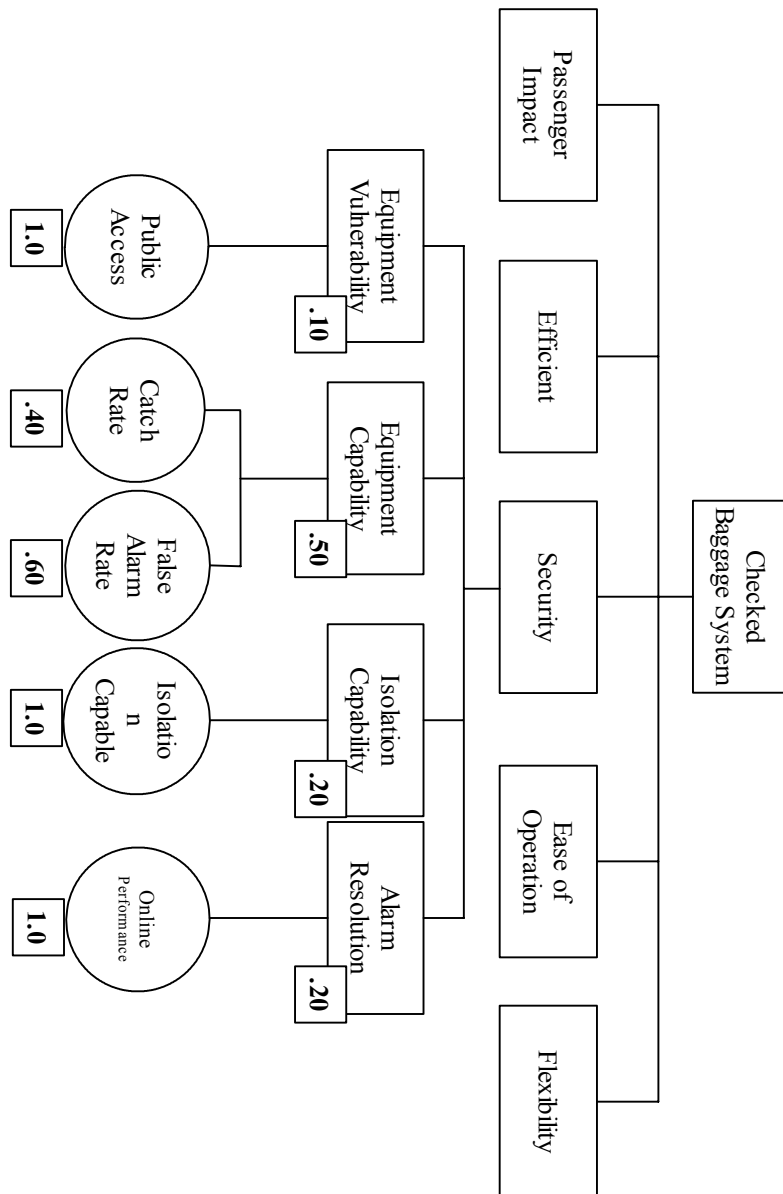 Checked
Baggage System
Passenger
Impact
Efficient
Security
Ease of
Operation
Flexibility
Equipment
Vulnerability
.10
Equipment
Capability
.50
Isolation
Capability
.20
Alarm
Resolution
.20
Public
Access
1.0
Catch
Rate
.40
False
Alarm
Rate
.60
Isolatio
n
Capable
1.0
Online
Performance
1.0